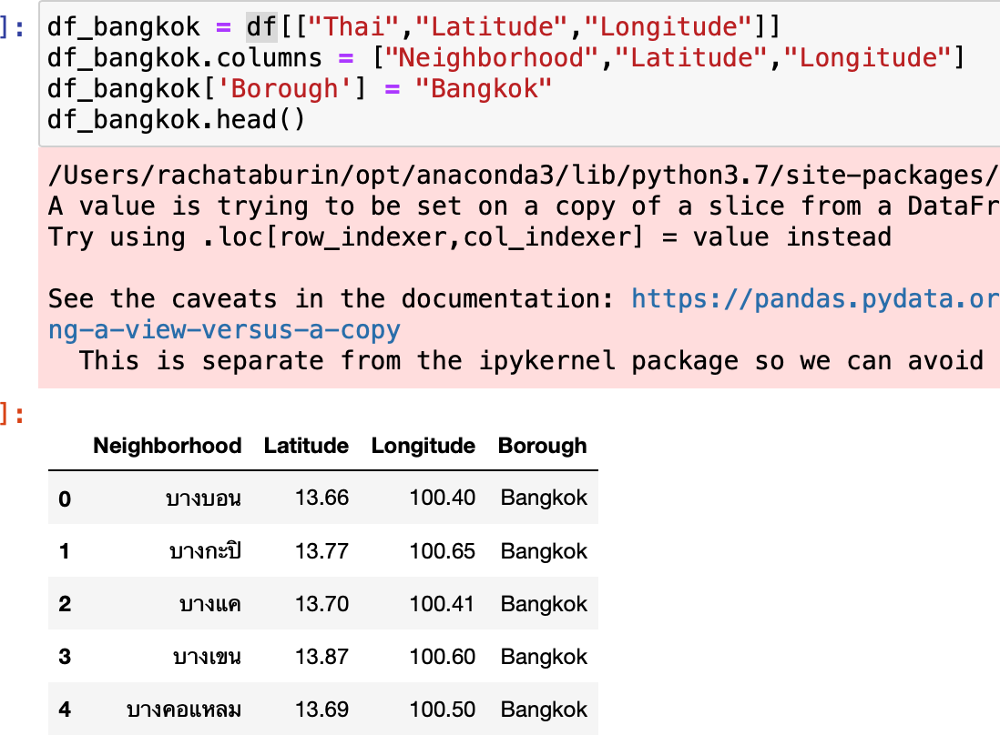 ]: df_bangkok = df[["Thai","Latitude","Longitude"]]
df_bangkok.columns = ["Neighborhood","Latitude","Longitude"]
df_bangkok['Borough'] = "Bangkok"
df_bangkok.head()
/Users/rachataburin/opt/anaconda3/lib/python3.7/site-packages/
A value is trying to be set on a copy of a slice from a DataFr
Try using .loc[row_indexer,col_indexer] = value instead
See the caveats in the documentation: https://pandas.pydata.or
ng-a-view-versus-a-copy
This is separate from the ipykernel package so we can avoid
]:
Neighborhood Latitude Longitude Borough
0 บางบอน 13.66 100.40 Bangkok
1 บางกะปิ 13.77 100.65 Bangkok
2 บางแค 13.70 100.41 Bangkok
3 บางเขน 13.87 100.60 Bangkok
4 บางคอแหลม 13.69 100.50 Bangkok